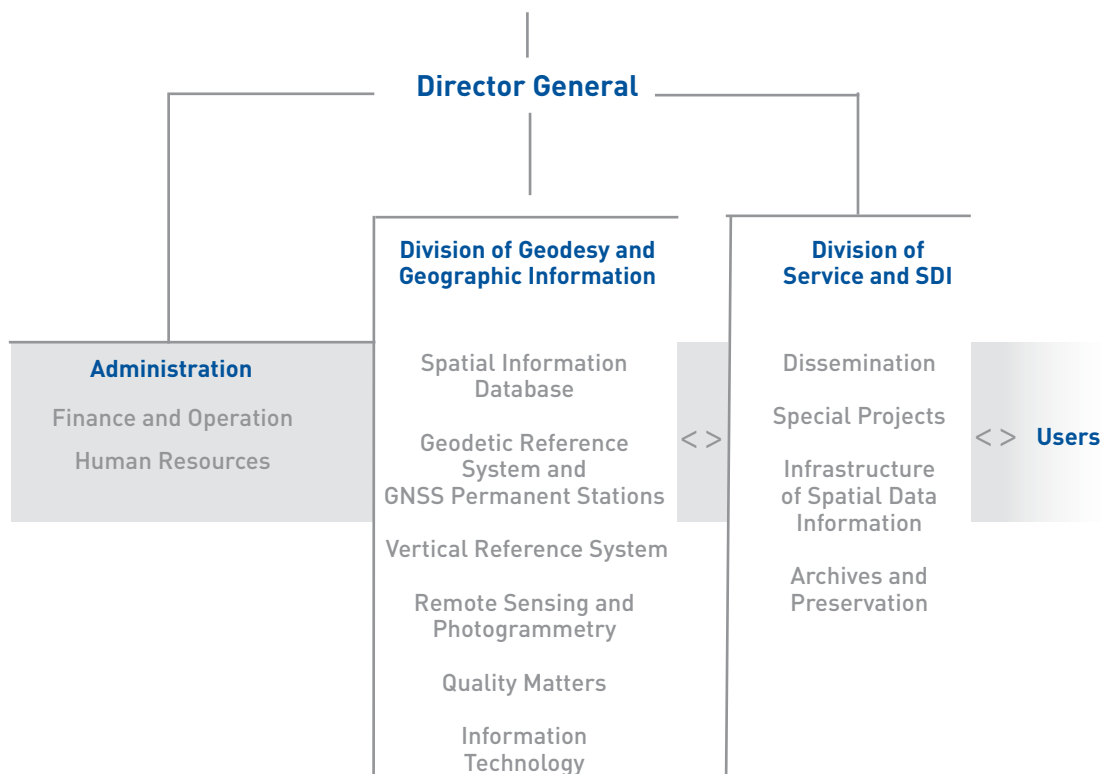 Director General
Administration
Finance and Operation
Human Resources
Division of Geodesy and
Geographic Information
Spatial Information
Database
Geodetic Reference
System and
GNSS Permanent Stations
Vertical Reference System
Remote Sensing and
Photogrammetry
Quality Matters
Information
Technology
< >
Division of
Service and SDI
Dissemination
Special Projects
Infrastructure
of Spatial Data
Information
Archives and
Preservation
< >
Users